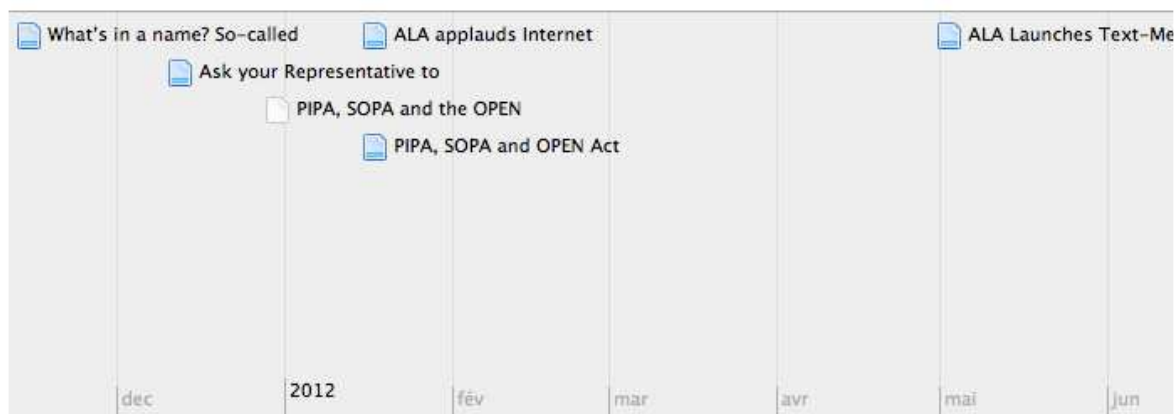 What's in a name? So-called
ALA applauds Internet
ALA Launches Text-Me
Ask your Representative to
PIPA, SOPA and the OPEN
PIPA, SOPA and OPEN Act
dec
2012
fév
mar
avr
mai
jun